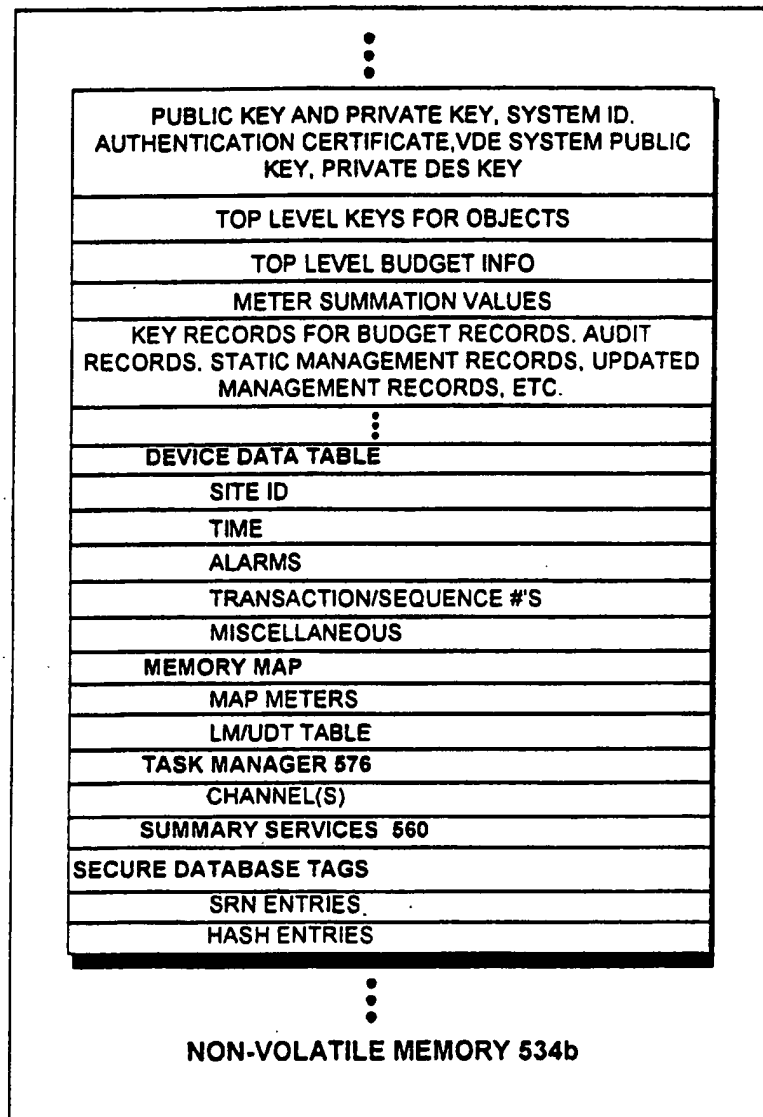 PUBLIC KEY AND PRIVATE KEY, SYSTEM ID.
AUTHENTICATION CERTIFICATE,VDE SYSTEM PUBLIC
KEY, PRIVATE DES KEY
TOP LEVEL KEYS FOR OBJECTS
TOP LEVEL BUDGET INFO
METER SUMMATION VALUES
KEY RECORDS FOR BUDGET RECORDS. AUDIT
RECORDS. STATIC MANAGEMENT RECORDS, UPDATED
MANAGEMENT RECORDS, ETC.
DEVICE DATA TABLE
SITE ID
TIME
ALARMS
TRANSACTION/SEQUENCE #'S
MISCELLANEOUS
MEMORY MAP
MAP METERS
LM/UDT TABLE
TASK MANAGER 576
CHANNEL(S)
SUMMARY SERVICES 560
SECURE DATABASE TAGS
SRN ENTRIES
HASH ENTRIES
NON-VOLATILE MEMORY 534b